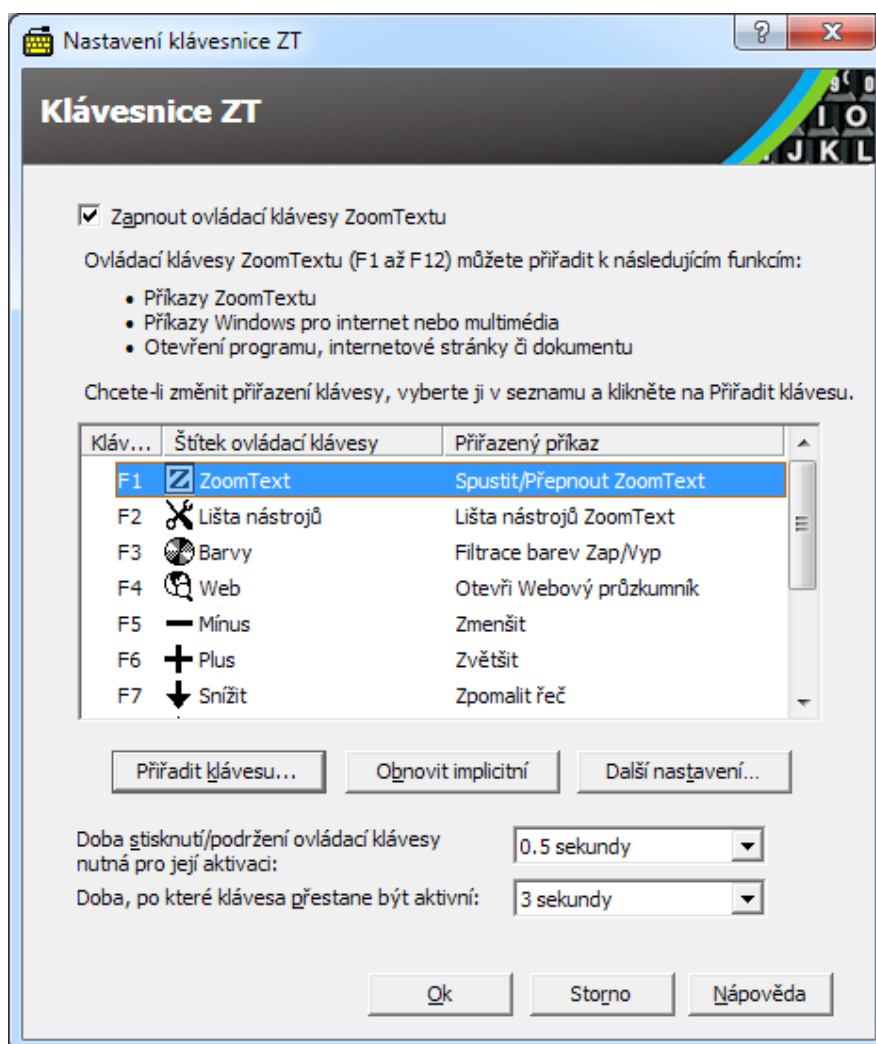 Nastavení klávesnice ZT
Klávesnice ZT
9 ( 0
I O
J K L
Zapnout ovládací klávesy ZoomTextu
Ovládací klávesy ZoomTextu (F1 až F12) můžete přiřadit k následujícím funkcím:
• Příkazy ZoomTextu
• Příkazy Windows pro internet nebo multimédia
• Otevření programu, internetové stránky či dokumentu
Chcete-li změnit přiřazení klávesy, vyberte ji v seznamu a klikněte na Přiřadit klávesu.
Kláv... Štítek ovládací klávesy Přiřazený příkaz
F1 Z ZoomText Spustit/Přepnout ZoomText
F2 Lišta nástrojů Lišta nástrojů ZoomText
F3 Barvy Filtrace barev Zap/Vyp
F4 Web Otevři Webový průzkumník
F5 Mínus Zmenšit
F6 Plus Zvětšit
F7 Snížit Zpomalit řeč
Přiřadit klávesu... Obnovit implicitní Další nastavení...
Doba stisknutí/podržení ovládací klávesy
nutná pro její aktivaci: 0.5 sekundy
Doba, po které klávesa přestane být aktivní: 3 sekundy
Ok Storno Nápověda